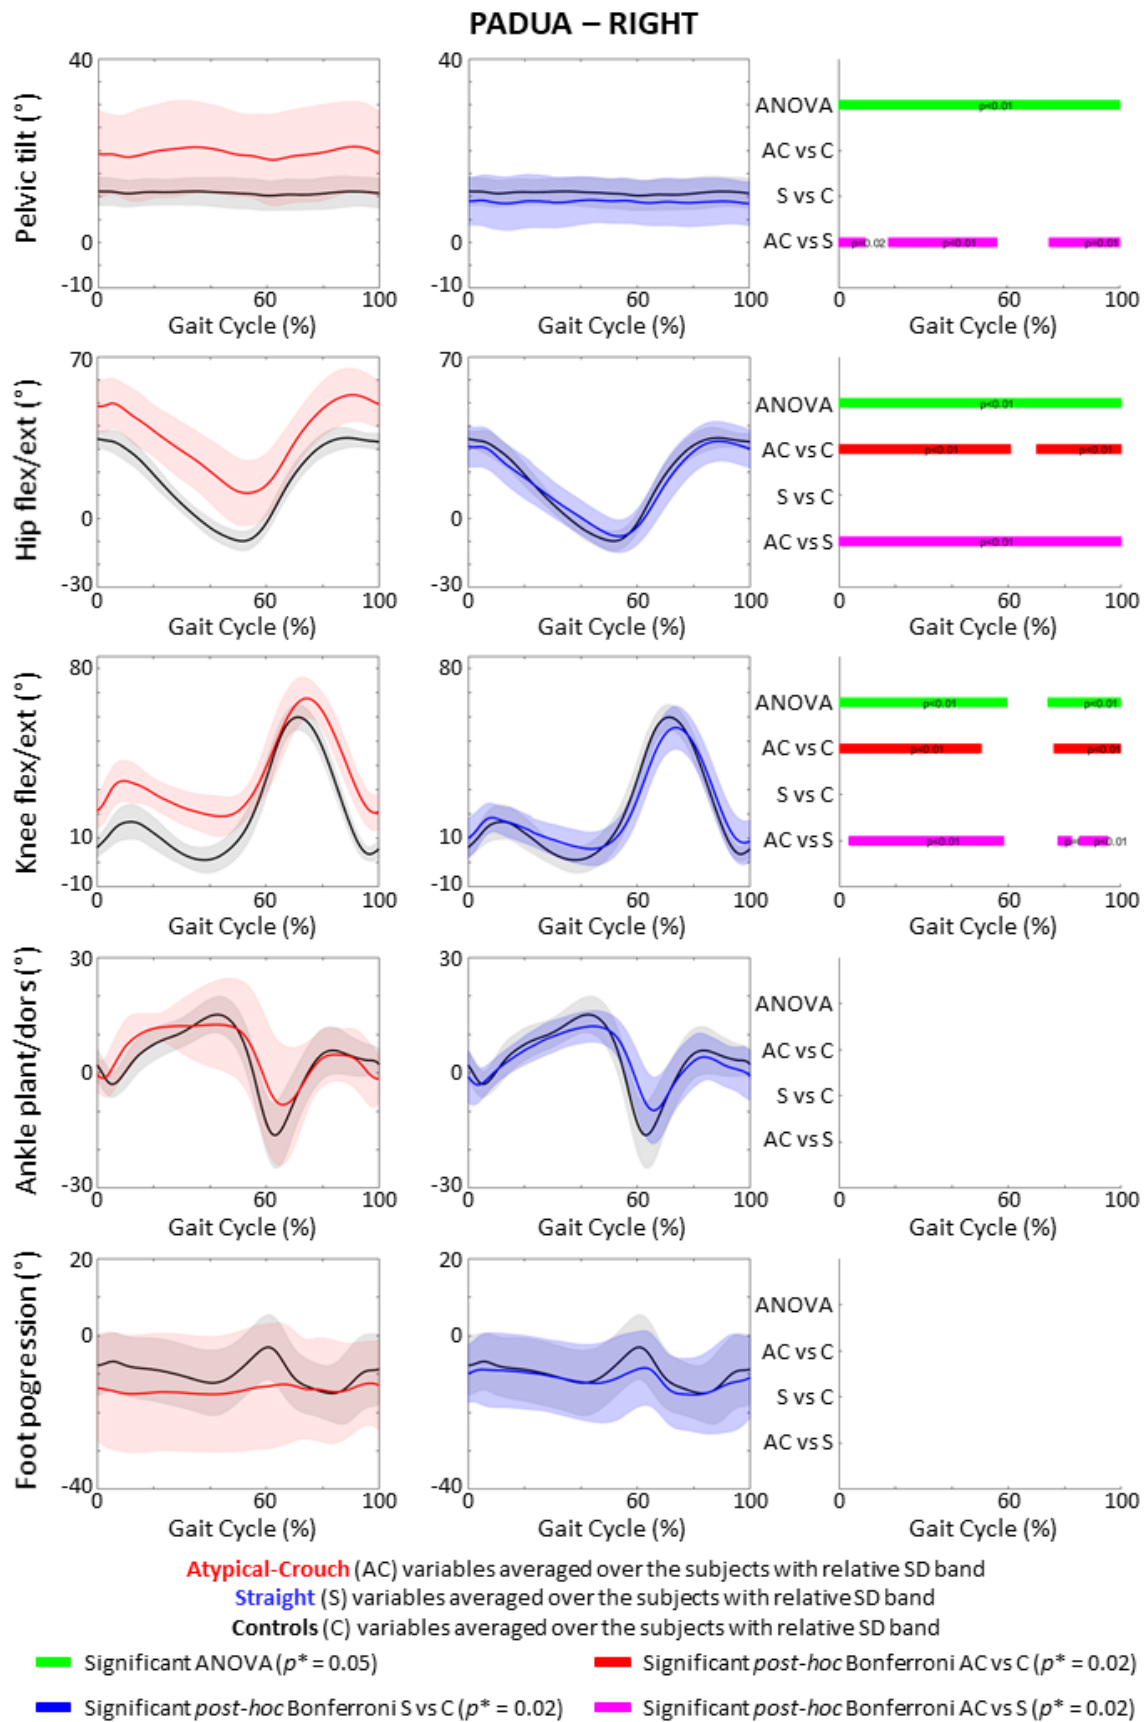 PADUA – RIGHT
Pelvic tilt (°)
40
0
-10
0 60 100
Gait Cycle (%)
0 60 100
Gait Cycle (%)
40
0
-10
ANOVA
AC vs C
S vs C
AC vs S
p<0.01
p=0.02
p<0.01
p=0.01
0 60 100
Gait Cycle (%)
Hip flex/ext (°)
70
0
-30
0 60 100
Gait Cycle (%)
70
0
-30
0 60 100
Gait Cycle (%)
ANOVA
AC vs C
S vs C
AC vs S
p<0.01
p<0.01
p<0.01
p<0.01
0 60 100
Gait Cycle (%)
Knee flex/ext (°)
80
10
-10
0 60 100
Gait Cycle (%)
80
10
-10
0 60 100
Gait Cycle (%)
ANOVA
AC vs C
S vs C
AC vs S
p<0.01
p<0.01
p<0.01
p<0.01
p<0.01
p<0.01
0 60 100
Gait Cycle (%)
Ankle plant/dors (°)
30
0
-30
0 60 100
Gait Cycle (%)
30
0
-30
0 60 100
Gait Cycle (%)
ANOVA
AC vs C
S vs C
AC vs S
0 60 100
Gait Cycle (%)
Foot pogression (°)
20
0
-40
0 60 100
Gait Cycle (%)
20
0
-40
0 60 100
Gait Cycle (%)
ANOVA
AC vs C
S vs C
AC vs S
0 60 100
Gait Cycle (%)
Atypical-Crouch (AC) variables averaged over the subjects with relative SD band
Straight (S) variables averaged over the subjects with relative SD band
Controls (C) variables averaged over the subjects with relative SD band
Significant ANOVA (p* = 0.05)
Significant post-hoc Bonferroni AC vs C (p* = 0.02)
Significant post-hoc Bonferroni S vs C (p* = 0.02)
Significant post-hoc Bonferroni AC vs S (p* = 0.02)